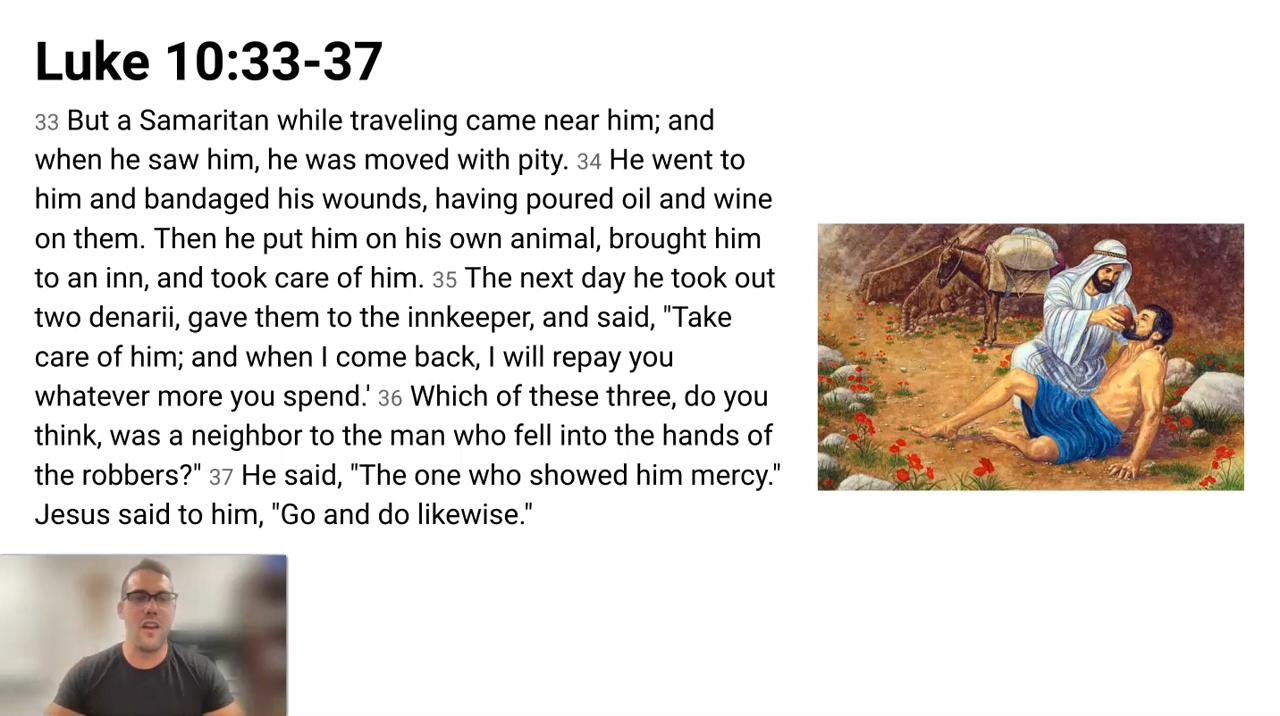 Luke 10:33-37
33 But a Samaritan while traveling came near him; and
when he saw him, he was moved with pity. 34 He went to
him and bandaged his wounds, having poured oil and wine
on them. Then he put him on his own animal, brought him
to an inn, and took care of him. 35 The next day he took out
two denarii, gave them to the innkeeper, and said, "Take
care of him; and when I come back, I will repay you
whatever more you spend.' 36 Which of these three, do you
think, was a neighbor to the man who fell into the hands of
the robbers?" 37 He said, "The one who showed him mercy."
Jesus said to him, "Go and do likewise."